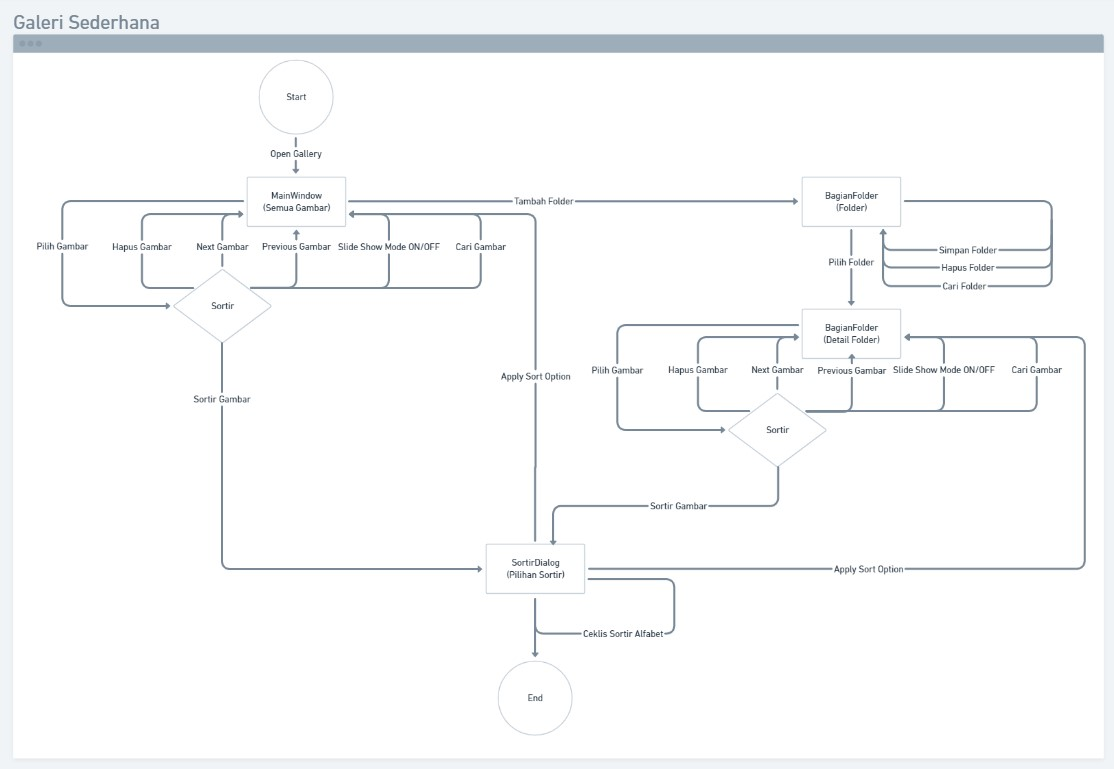 Galeri Sederhana
Start
Open Gallery
MainWindow
(Semua Gambar)
Tambah Folder
BagianFolder
(Folder)
Pilih Gambar
Hapus Gambar
Next Gambar
Previous Gambar
Slide Show Mode ON/OFF
Cari Gambar
Simpan Folder
Pilih Folder
Hapus Folder
Cari Folder
Sortir
BagianFolder
(Detail Folder)
Pilih Gambar
Hapus Gambar
Next Gambar
Previous Gambar
Slide Show Mode ON/OFF
Cari Gambar
Apply Sort Option
Sortir Gambar
Sortir
Sortir Gambar
SortirDialog
(Pilihan Sortir)
Apply Sort Option
Ceklis Sortir Alfabet
End